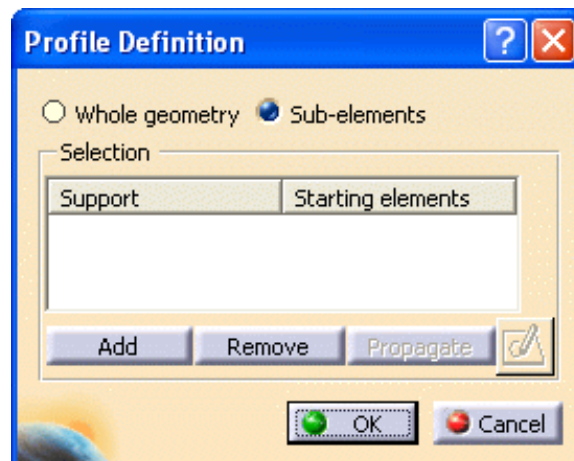 Profile Definition ?
Whole geometry Sub-elements
Selection
Support Starting elements
Add Remove Propagate
OK Cancel